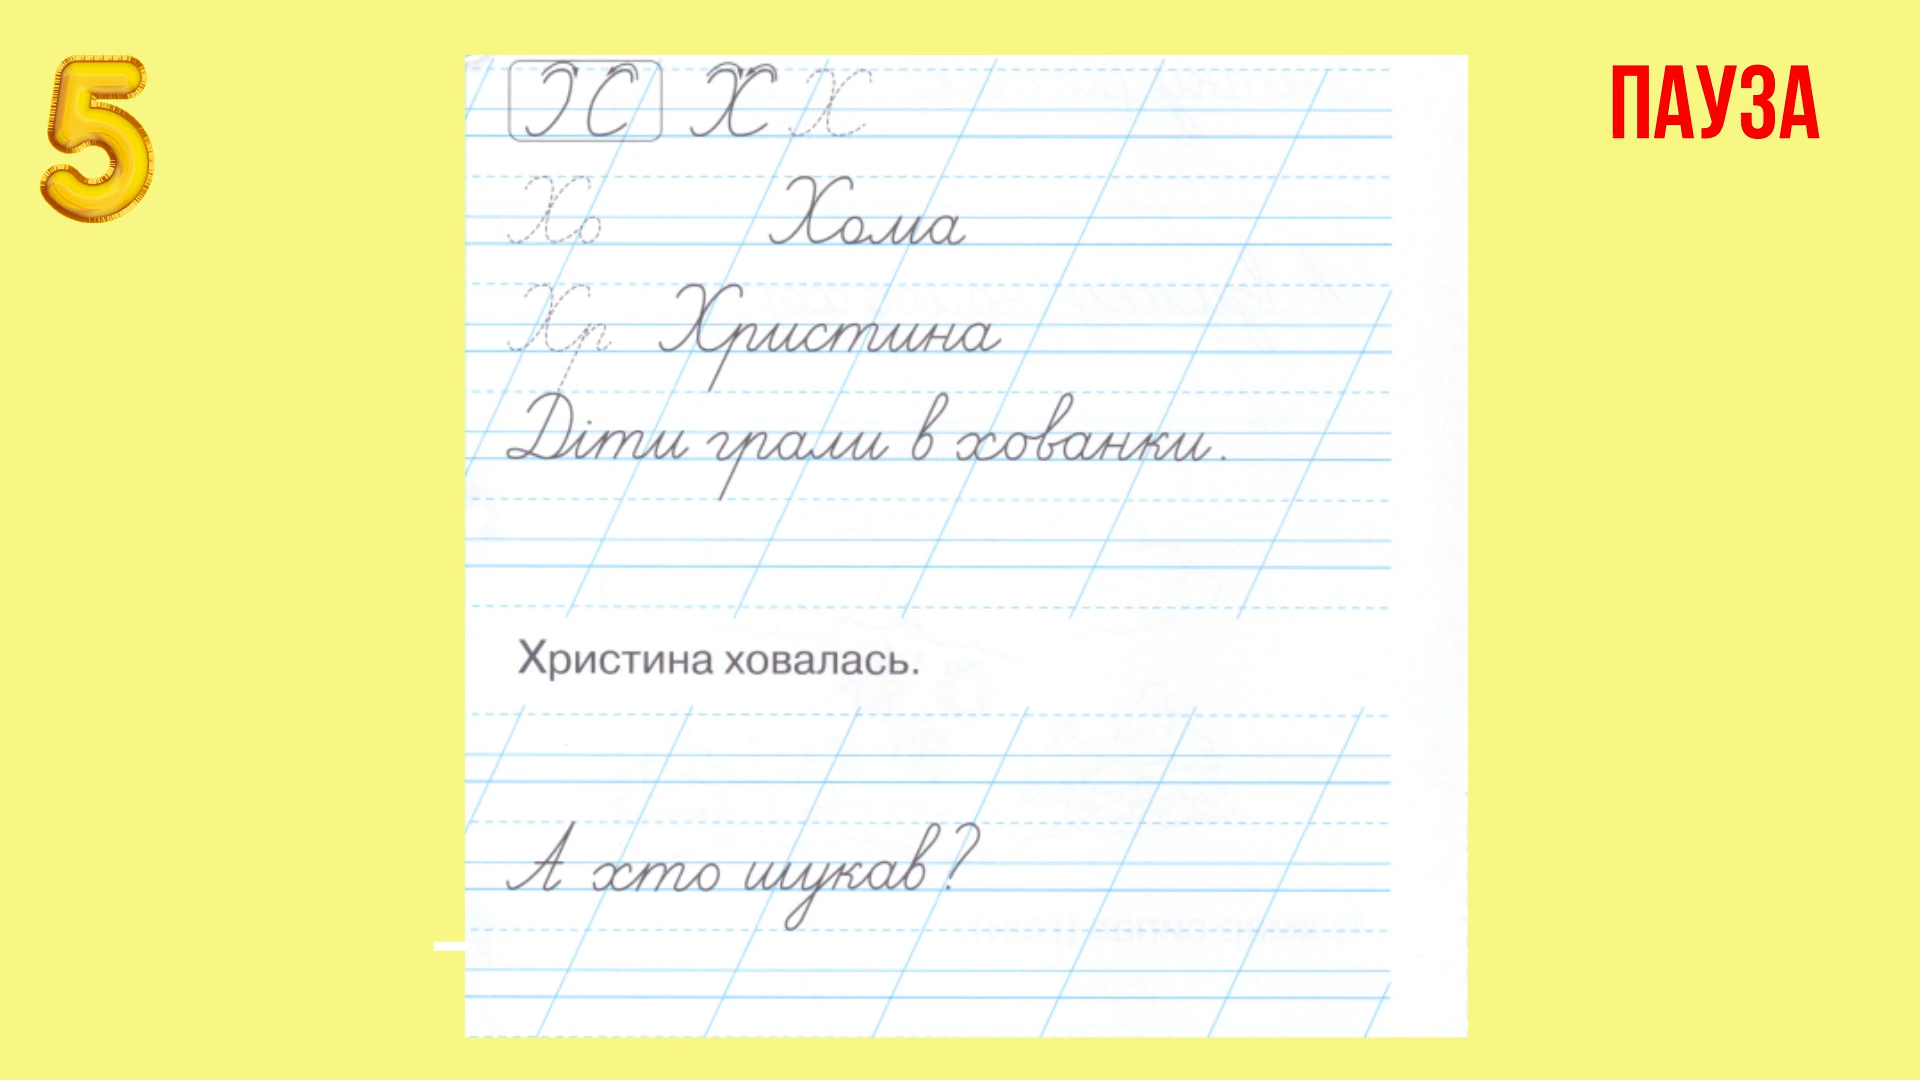 5
ПАУЗА
Х Х
Хо Хома
Хр Христина
Діти грали в хованки.
Христина ховалась.
А хто шукав?